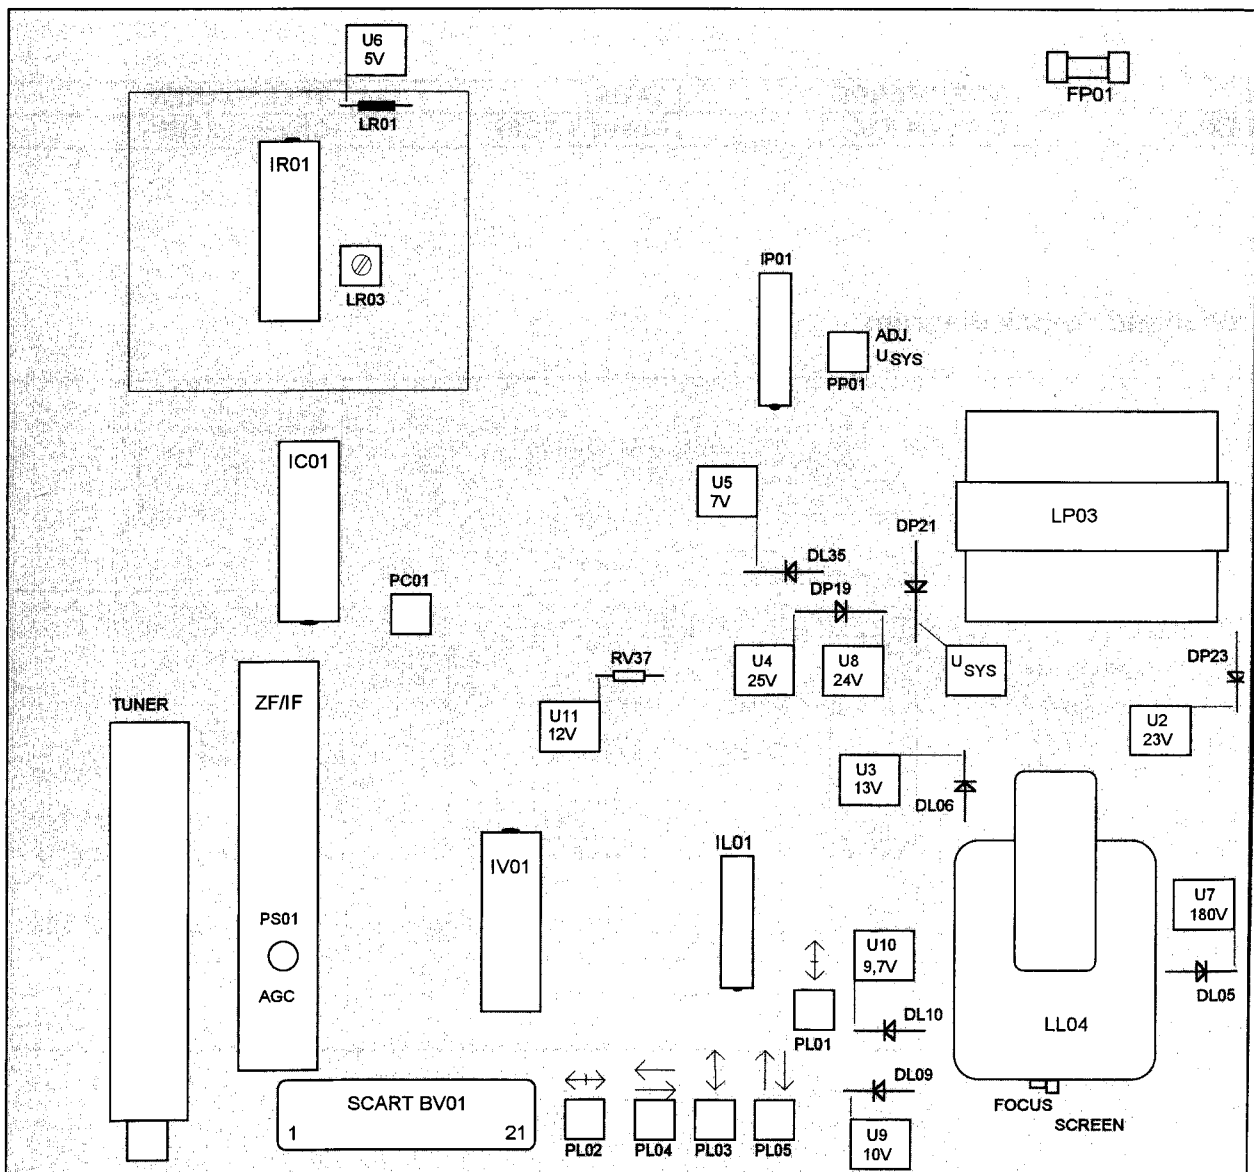 U6
5V
FP01
LR01
IR01
LR03
IP01
ADJ.
USYS
PP01
IC01
U5
7V
DP21
LP03
DL35
DP19
PC01
RV37
U4
25V
U8
24V
USYS
DP23
TUNER
ZF/IF
U11
12V
U2
23V
U3
13V
DL06
IV01
IL01
U7
180V
PS01
AGC
U10
9,7V
DL05
DL10
LL04
PL01
DL09
SCART BV01
1 21
FOCUS
SCREEN
PL02
PL04
PL03
PL05
U9
10V